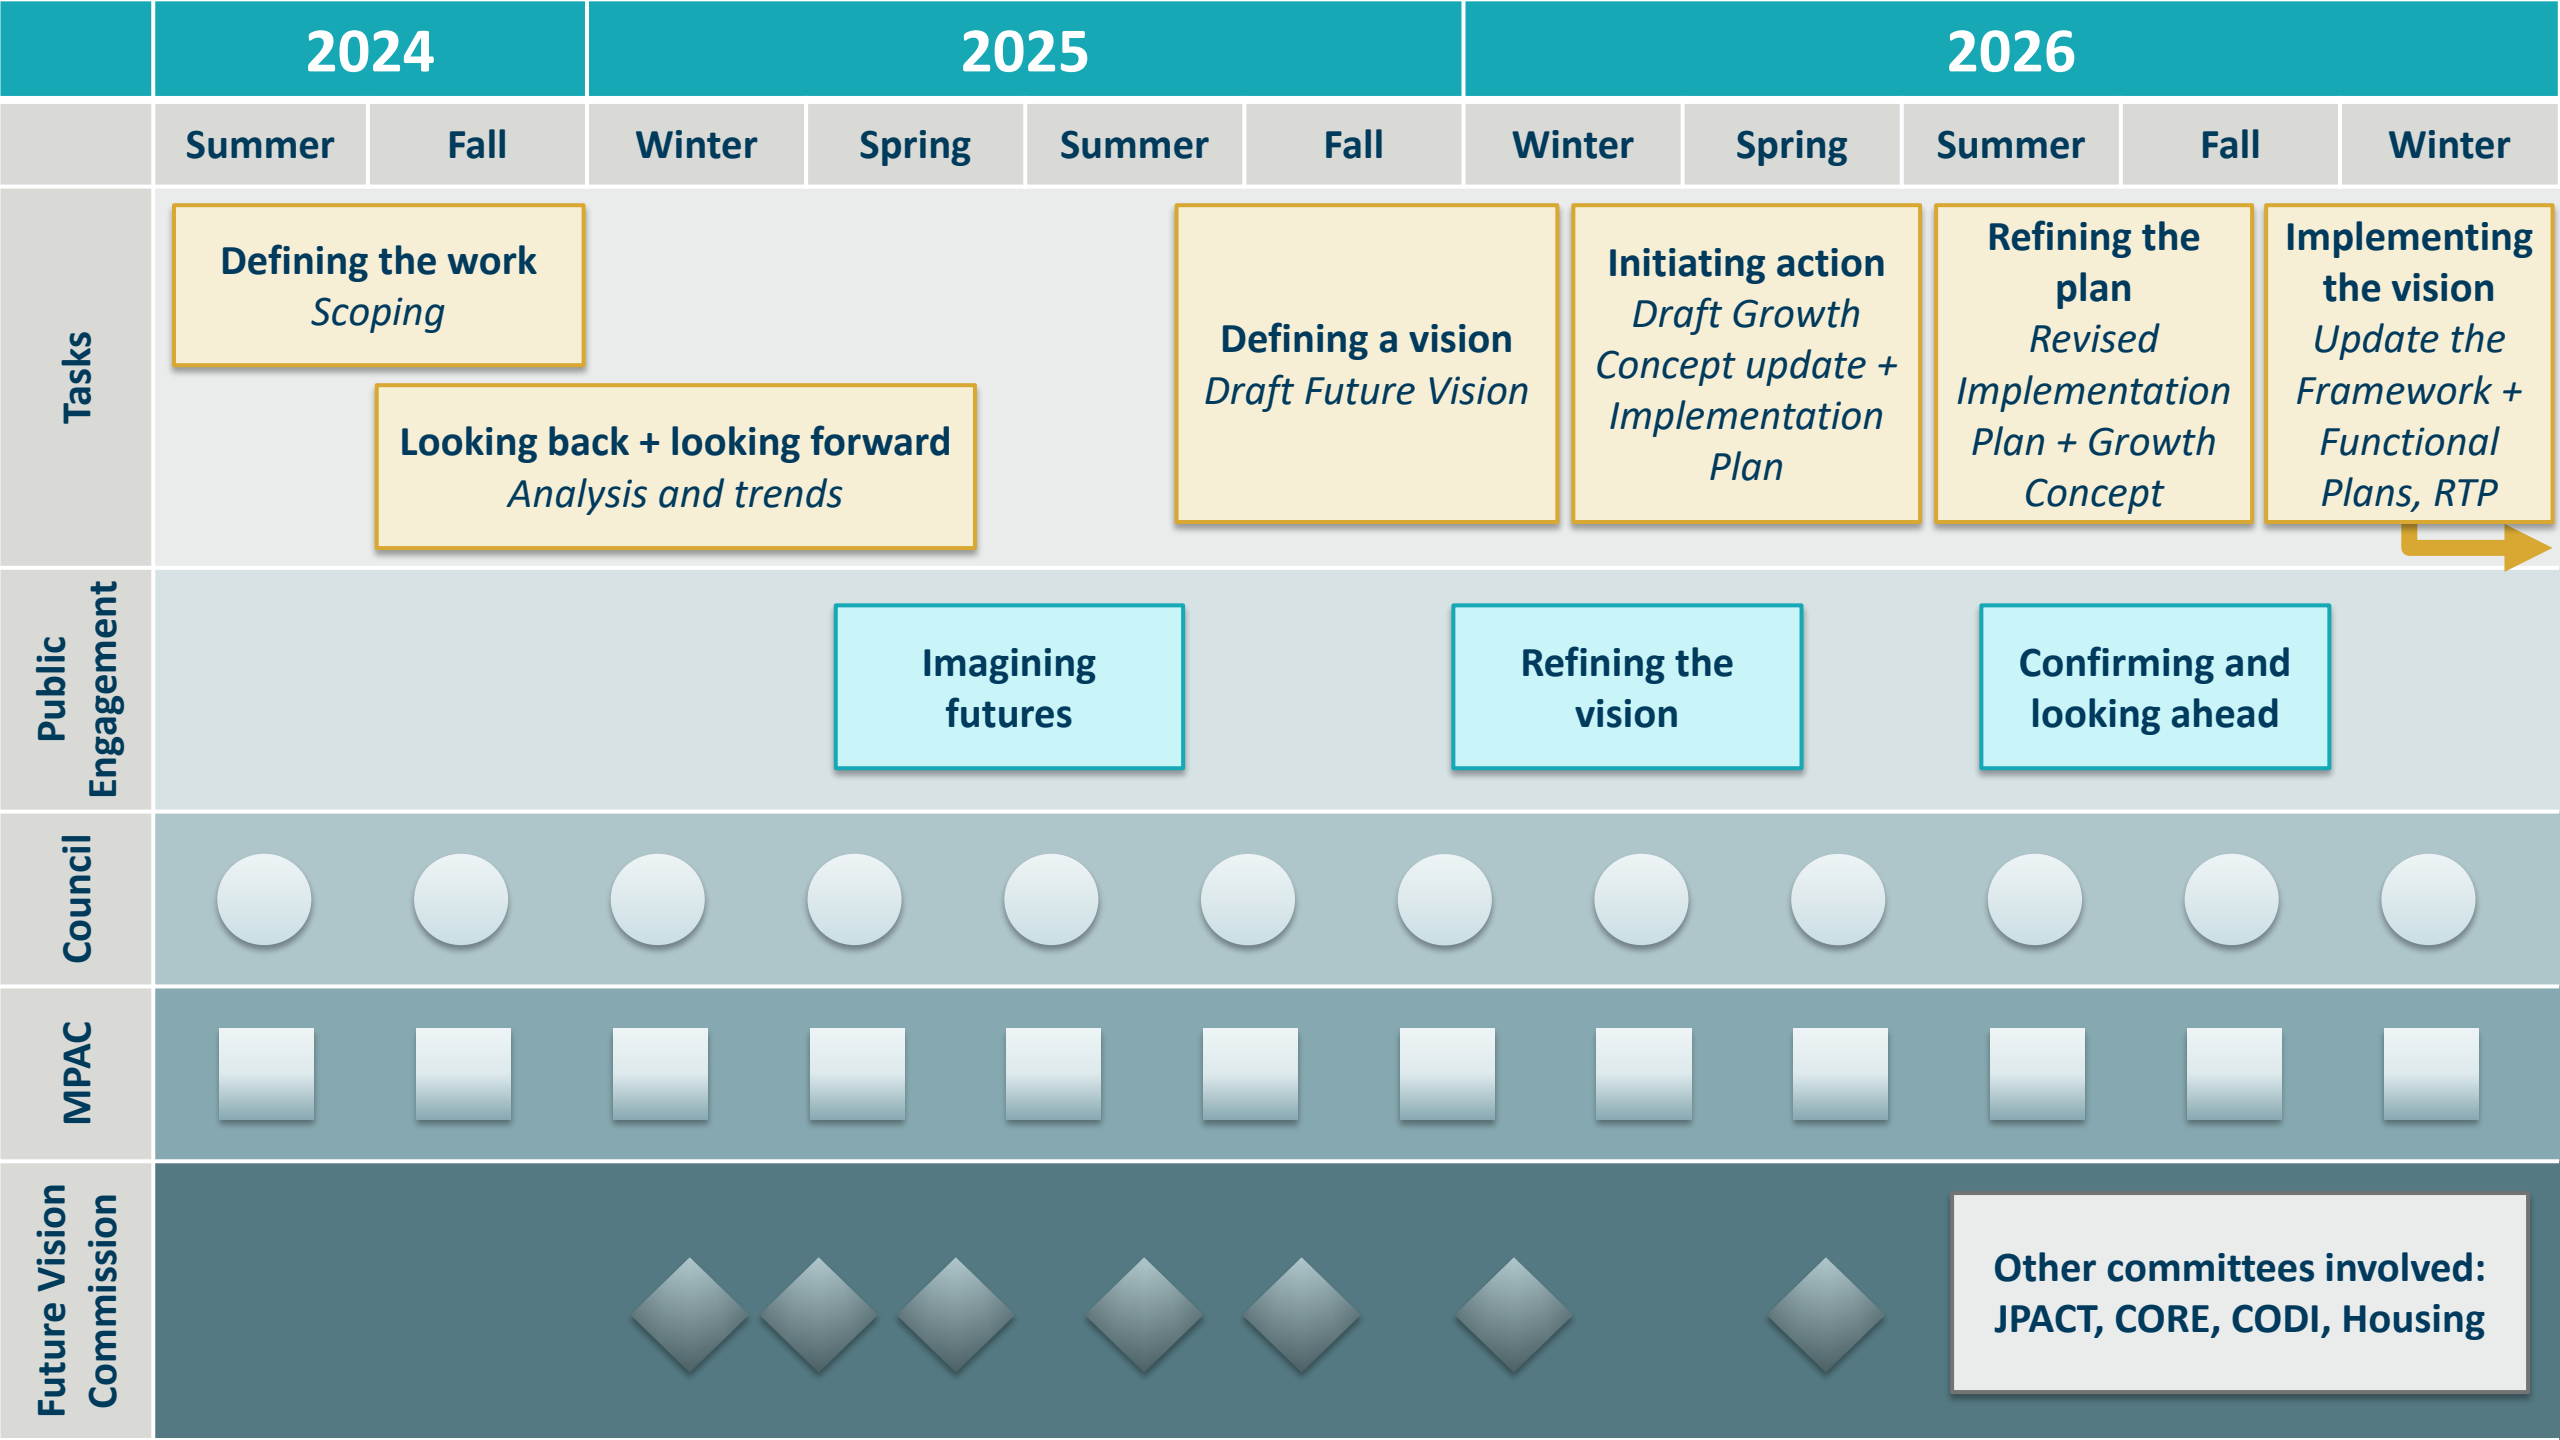 2024
2025
2026
Summer
Fall
Winter
Spring
Summer
Fall
Winter
Spring
Summer
Fall
Winter
Tasks
Defining the work
Scoping
Looking back + looking forward
Analysis and trends
Defining a vision
Draft Future Vision
Initiating action
Draft Growth
Concept update +
Implementation
Plan
Refining the
plan
Revised
Implementation
Plan + Growth
Concept
Implementing
the vision
Update the
Framework +
Functional
Plans, RTP
Public
Engagement
Imagining
futures
Refining the
vision
Confirming and
looking ahead
Council
MPAC
Future Vision
Commission
Other committees involved:
JPACT, CORE, CODI, Housing